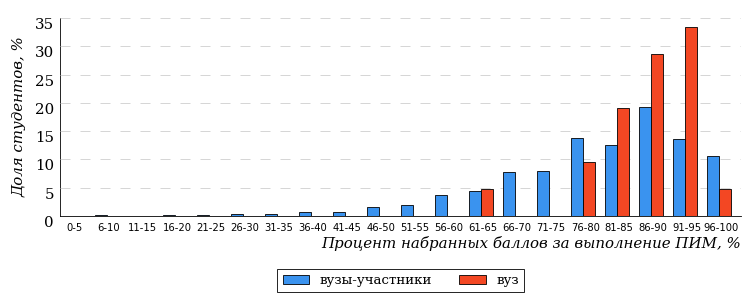 Доля студентов, %
35
30
25
20
15
10
5
0
0-5 6-10 11-15 16-20 21-25 26-30 31-35 36-40 41-45 46-50 51-55 56-60 61-65 66-70 71-75 76-80 81-85 86-90 91-95 96-100
Процент набранных баллов за выполнение ПИМ, %
вузы-участники вуз